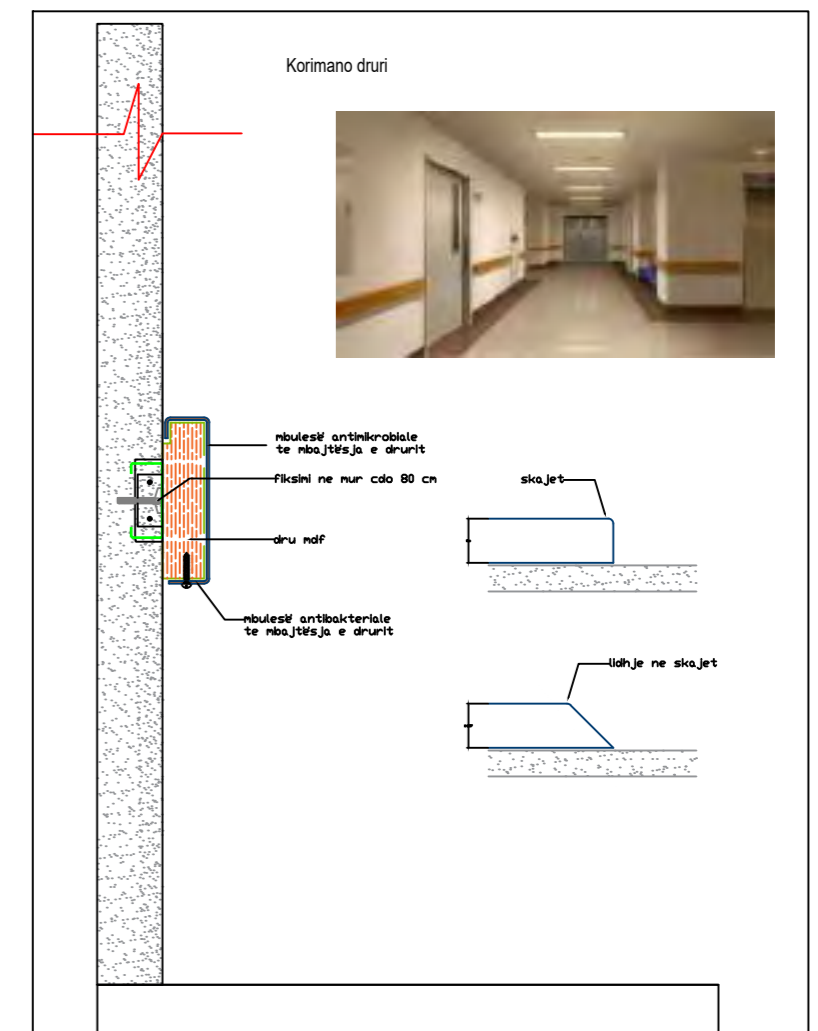 Korimano druri
mbulesë antimikrobiale
te mbajtësja e drurit
fiksimi ne mur cdo 80 cm
skajet
dru mdf
mbulesë antibakteriale
te mbajtësja e drurit
lidhje ne skajet